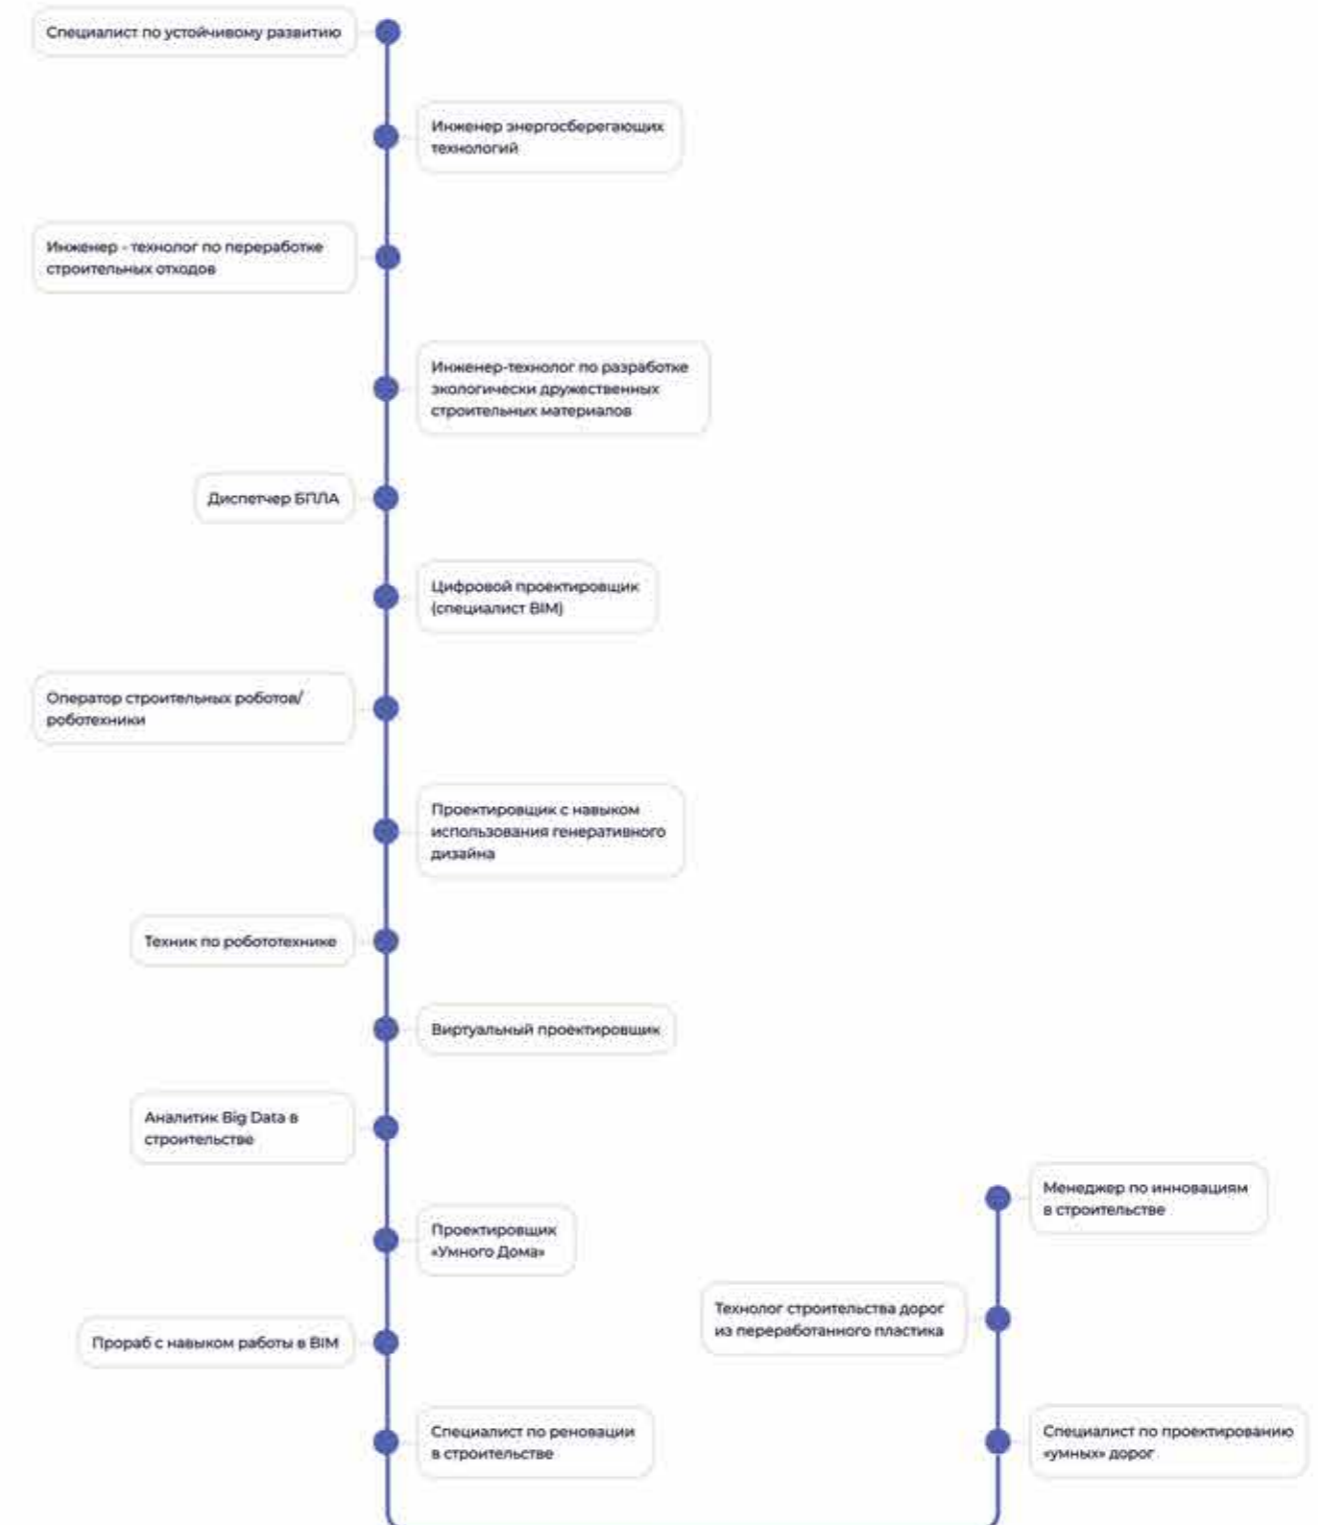 Специалист по устойчивому развитию
Инженер энергосберегающих
технологий
Инженер - технолог по переработке
строительных отходов
Инженер-технолог по разработке
экологически дружественных
строительных материалов
Диспетчер БПЛА
Цифровой проектировщик
(специалист BIM)
Оператор строительных роботов/
роботехники
Проектировщик с навыком
использования генеративного
дизайна
Техник по робототехнике
Виртуальный проектировщик
Аналитик Big Data в
строительстве
Проектировщик
«Умного Дома»
Прораб с навыком работы в BIM
Специалист по реновации
в строительстве
Менеджер по инновациям
в строительстве
Технолог строительства дорог
из переработанного пластика
Специалист по проектированию
«умных» дорог